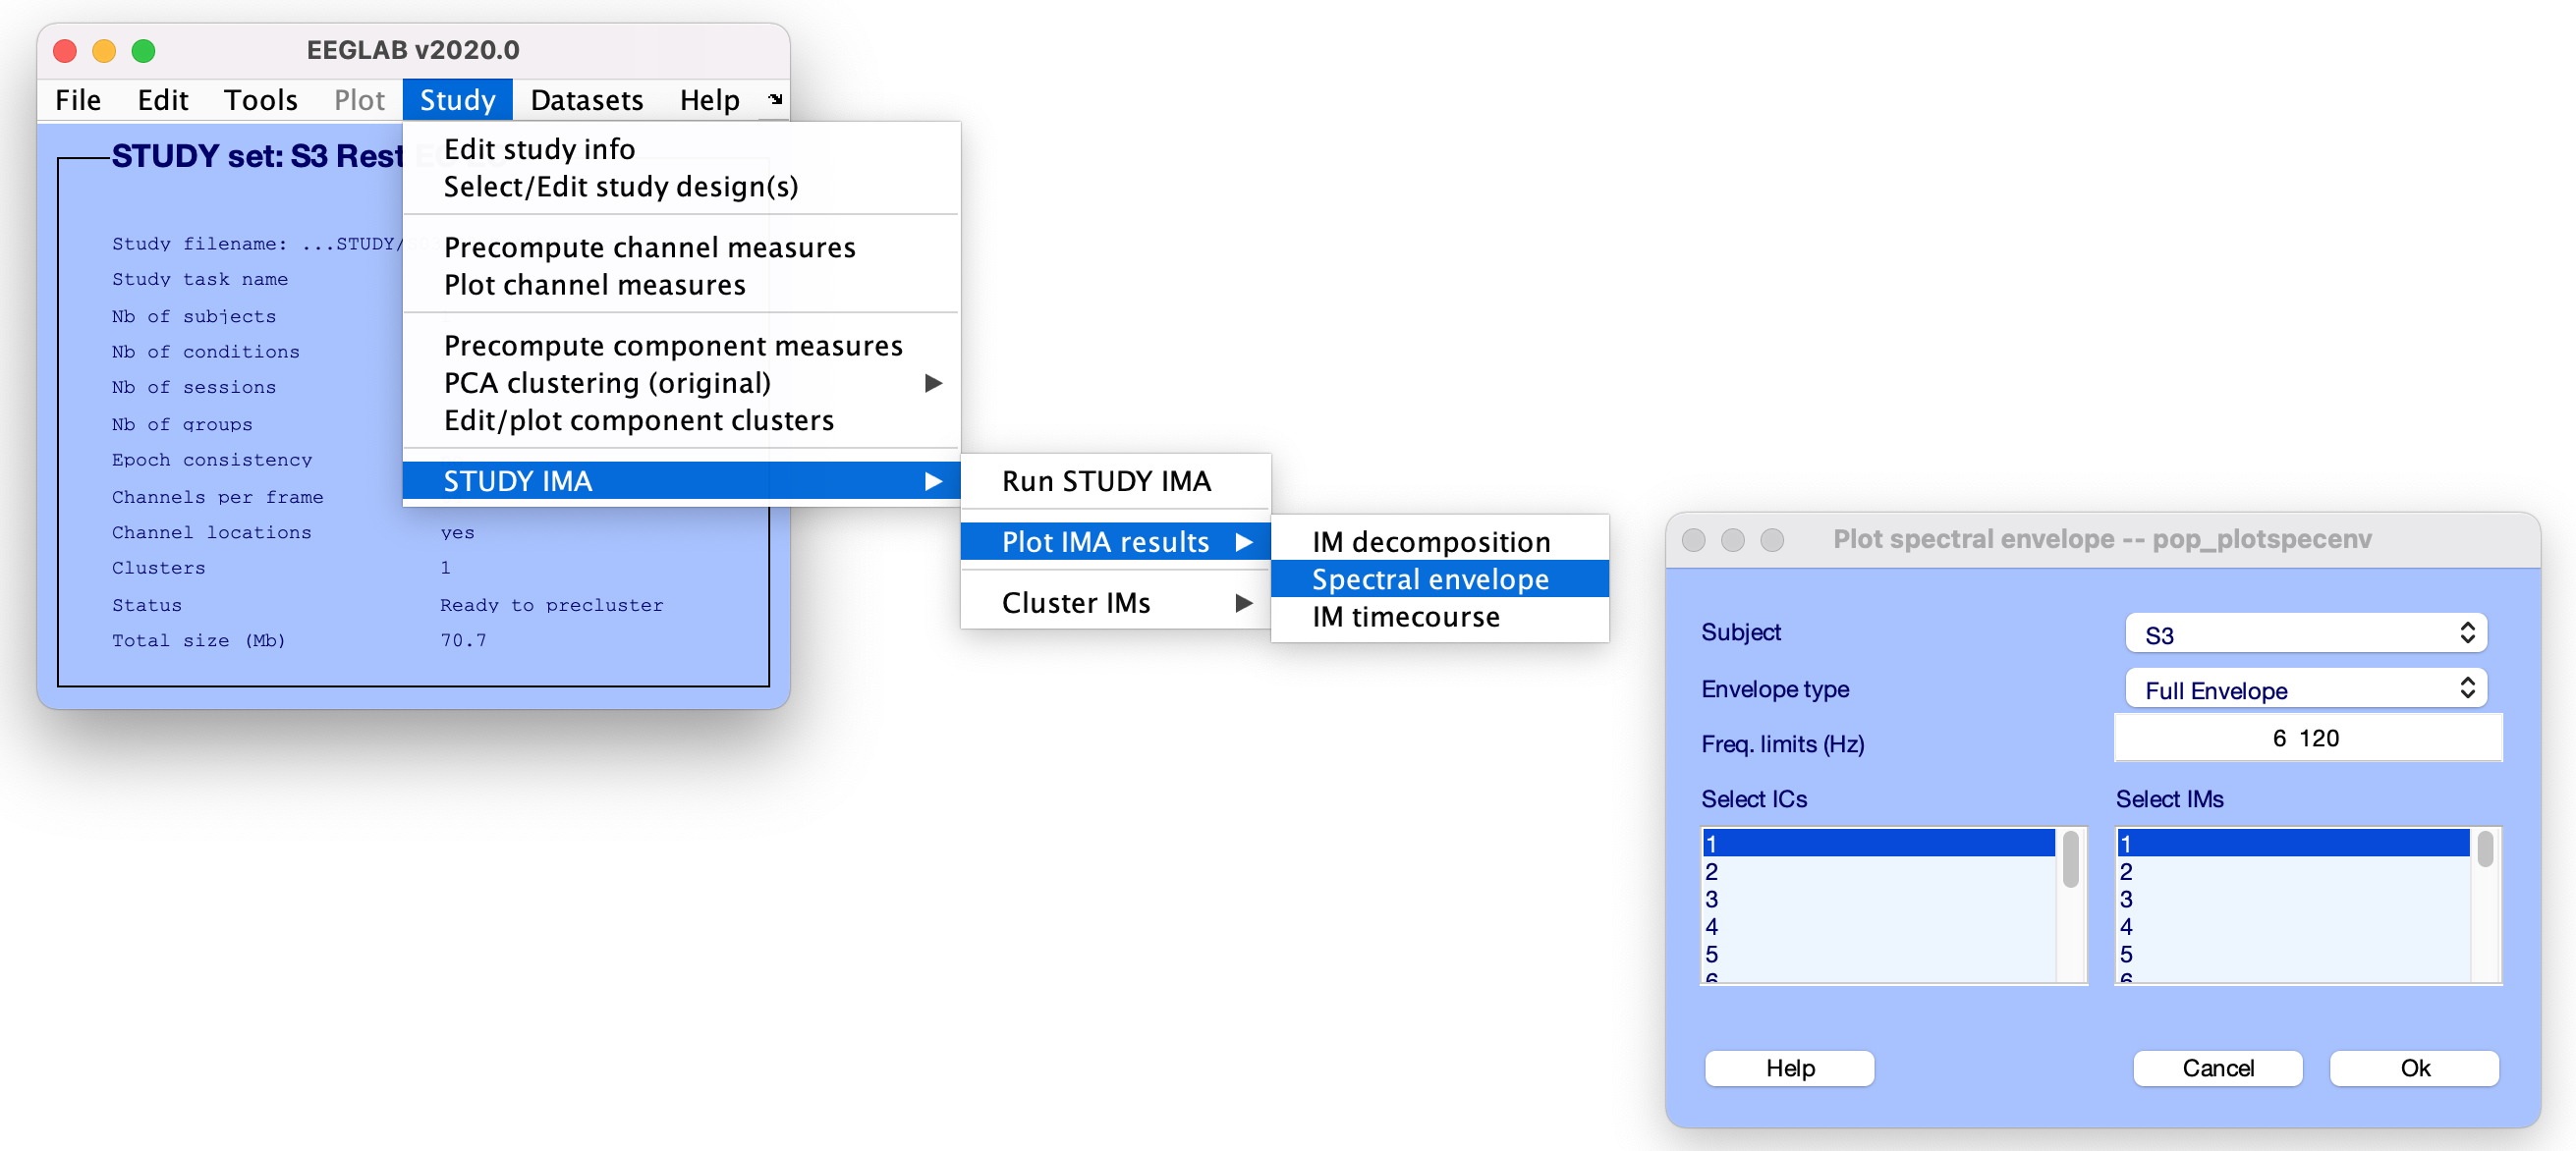 EEGLAB v2020.0
File Edit Tools Plot Study Datasets Help
STUDY set: S3 Rest
Study filename: ...STUDY/
Study task name
Nb of subjects
Nb of conditions
Nb of sessions
Nb of groups
Epoch consistency
Channels per frame
Channel locations yes
Clusters 1
Status Ready to precluster
Total size (Mb) 70.7
Edit study info
Select/Edit study design(s)
Precompute channel measures
Plot channel measures
Precompute component measures
PCA clustering (original)
Edit/plot component clusters
STUDY IMA
Run STUDY IMA
Plot IMA results
Cluster IMs
IM decomposition
Spectral envelope
IM timecourse
Plot spectral envelope -- pop_plotspecenv
Subject S3
Envelope type Full Envelope
Freq. limits (Hz) 6 120
Select ICs Select IMs
1 1
2 2
3 3
4 4
5 5
6 6
Help Cancel Ok